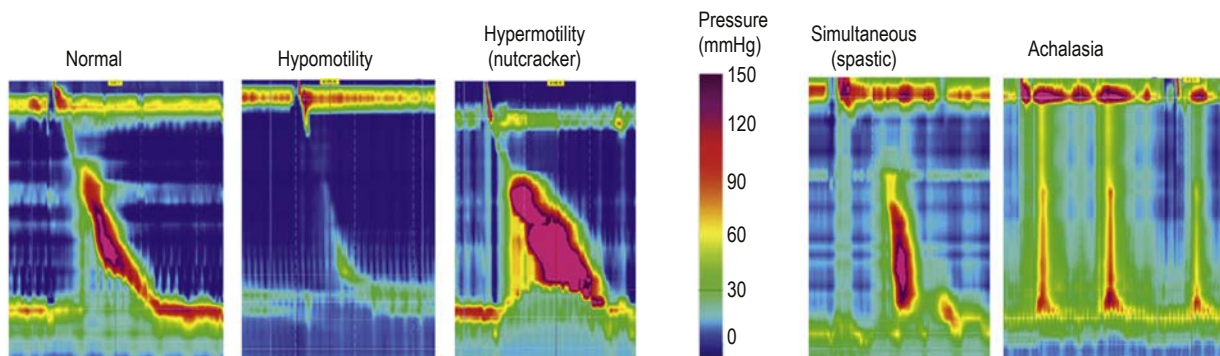 Normal
Hypomotility
Hypermotility
(nutcracker)
Pressure
(mmHg)
150
120
90
60
30
0
Simultaneous
(spastic)
Achalasia